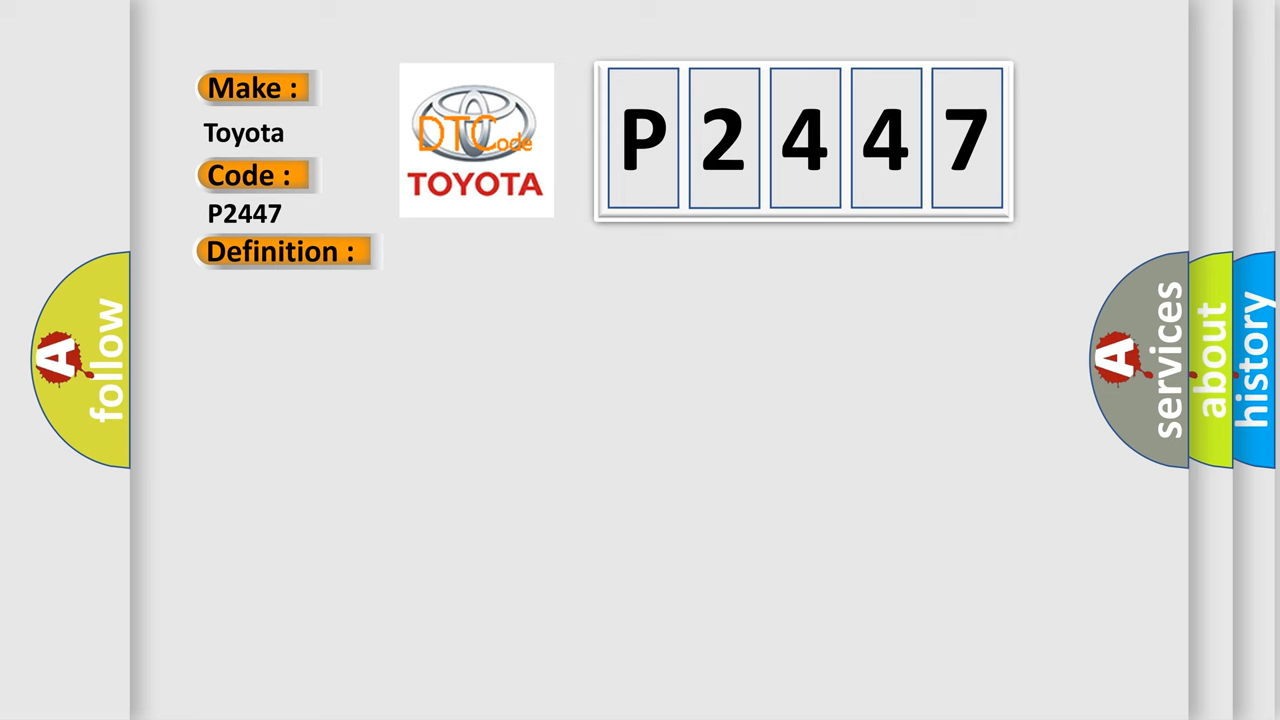 Make :
Toyota
Code :
P2447
Definition :
DTCode
TOYOTA
P 2 4 4 7
A follow
A services
about
history